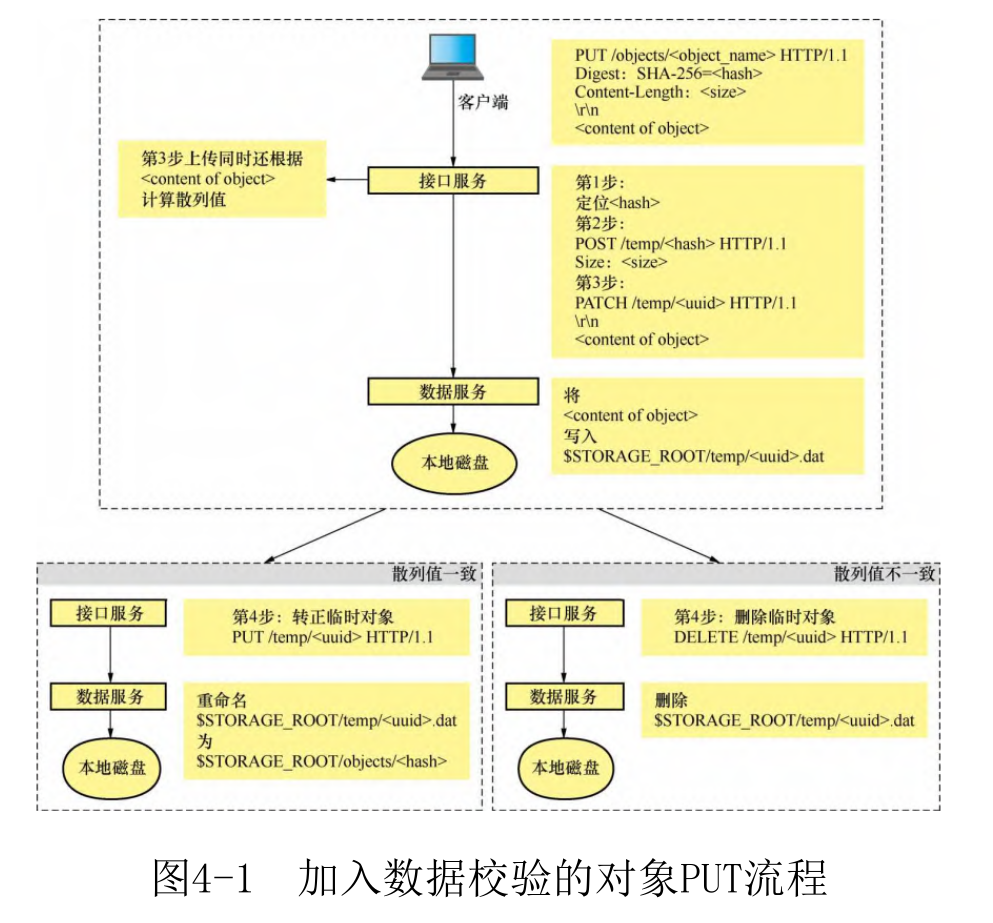 客户端
PUT /objects/<object_name> HTTP/1.1
Digest：SHA-256=<hash>
Content-Length：<size>
\r\n
<content of object>
第3步上传同时还根据
<content of object>
计算散列值
接口服务
第1步：
定位<hash>
第2步：
POST /temp/<hash> HTTP/1.1
Size：<size>
第3步：
PATCH /temp/<uuid> HTTP/1.1
\r\n
<content of object>
数据服务
将
<content of object>
写入
$STORAGE_ROOT/temp/<uuid>.dat
本地磁盘
散列值一致
接口服务
第4步：转正临时对象
PUT /temp/<uuid> HTTP/1.1
数据服务
重命名
$STORAGE_ROOT/temp/<uuid>.dat
为
$STORAGE_ROOT/objects/<hash>
本地磁盘
散列值不一致
接口服务
第4步：删除临时对象
DELETE /temp/<uuid> HTTP/1.1
数据服务
删除
$STORAGE_ROOT/temp/<uuid>.dat
本地磁盘
图4-1　加入数据校验的对象PUT流程